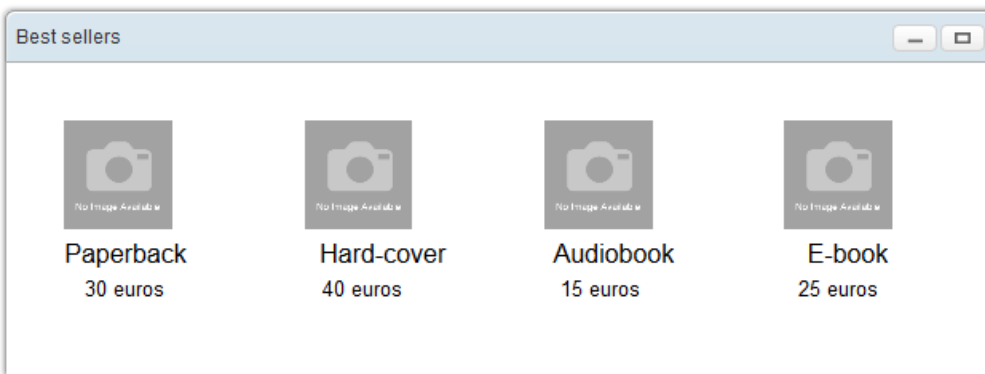 Best sellers
No Image Available No Image Available No Image Available No Image Available
Paperback Hard-cover Audiobook E-book
30 euros 40 euros 15 euros 25 euros